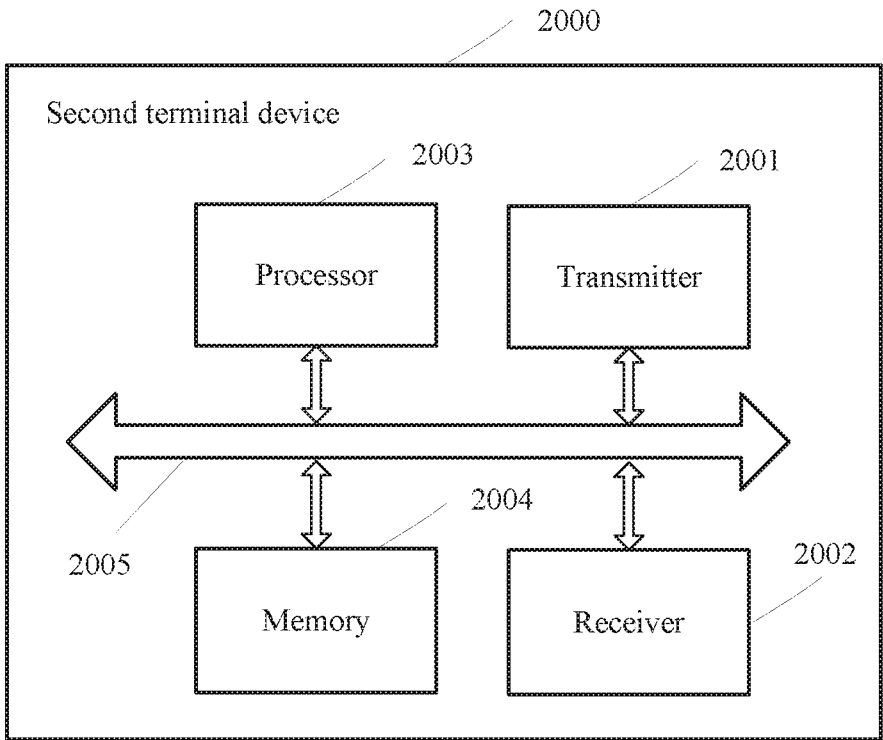 2000
Second terminal device
2003
2001
Processor
Transmitter
2004
2005
2002
Memory
Receiver